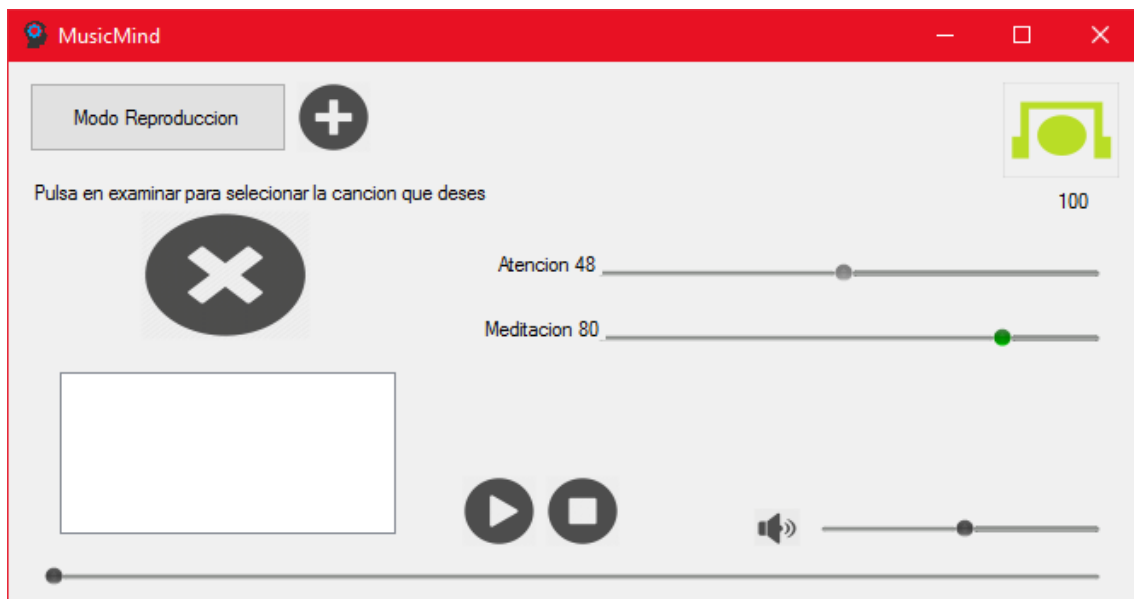 MusicMind
Modo Reproduccion
Pulsa en examinar para selecionar la cancion que deses
100
Atencion 48
Meditacion 80